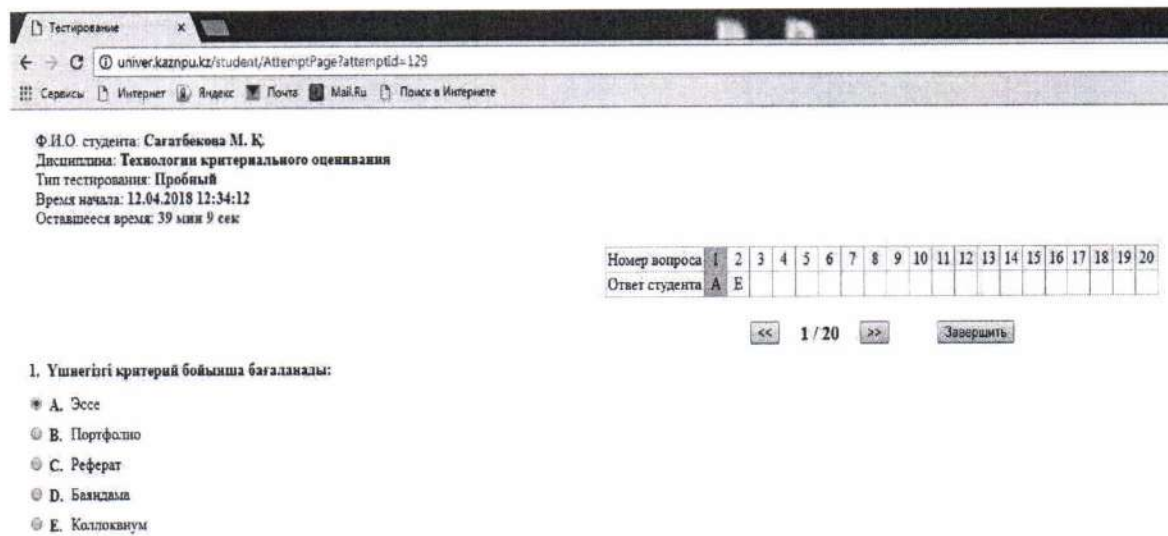 Тестирование
univer.kaznpu.kz/student/AttemptPage?attemptid=129
Сервисы Интернет Яндекс Почта Mail.Ru Поиск в Интернете
Ф.И.О. студента: Сагатбекова М. Қ.
Дисциплина: Технологии критериального оценивания
Тип тестирования: Пробный
Время начала: 12.04.2018 12:34:12
Оставшееся время: 39 мин 9 сек
Номер вопроса 1 2 3 4 5 6 7 8 9 10 11 12 13 14 15 16 17 18 19 20
Ответ студента A E
<< 1 / 20 >> Завершить
1. Үшнегізгі критерий бойынша бағаланады:
A. Эссе
B. Портфолио
C. Реферат
D. Баяндама
E. Коллоквиум